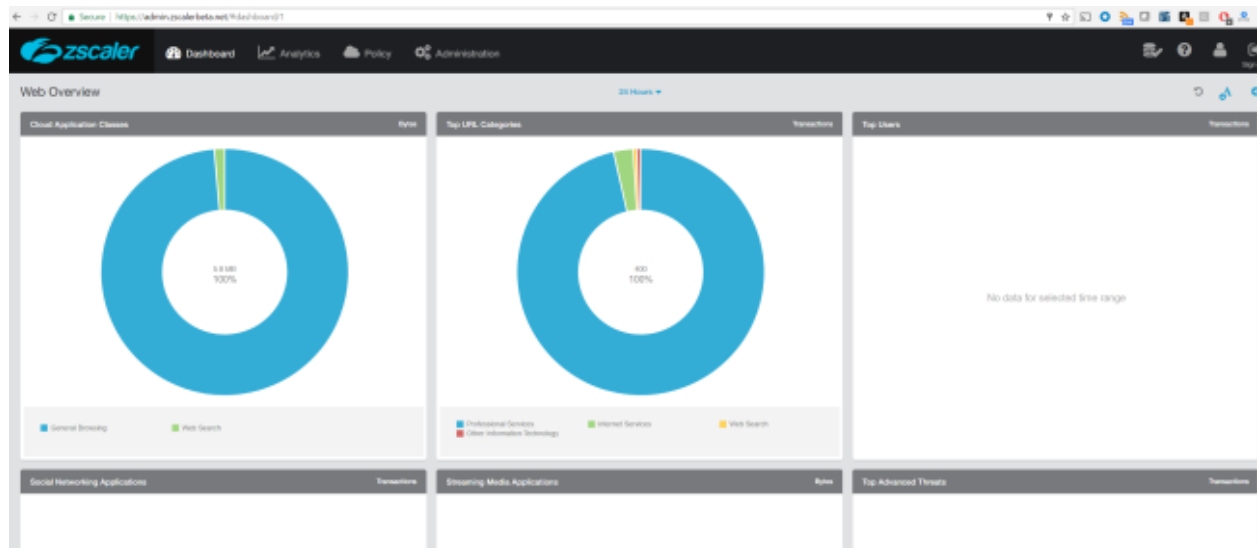 Secure | https://admin.zscalerbeta.net/#dashboard/1
zscaler
Dashboard
Analytics
Policy
Administration
Web Overview
24 Hours
Cloud Application Classes
Bytes
100%
General Browsing
Web Search
Top URL Categories
Transactions
400
100%
Professional Services
Internet Services
Web Search
Other Information Technology
Top Users
Transactions
No data for selected time range
Social Networking Applications
Transactions
Streaming Media Applications
Bytes
Top Advanced Threats
Transactions